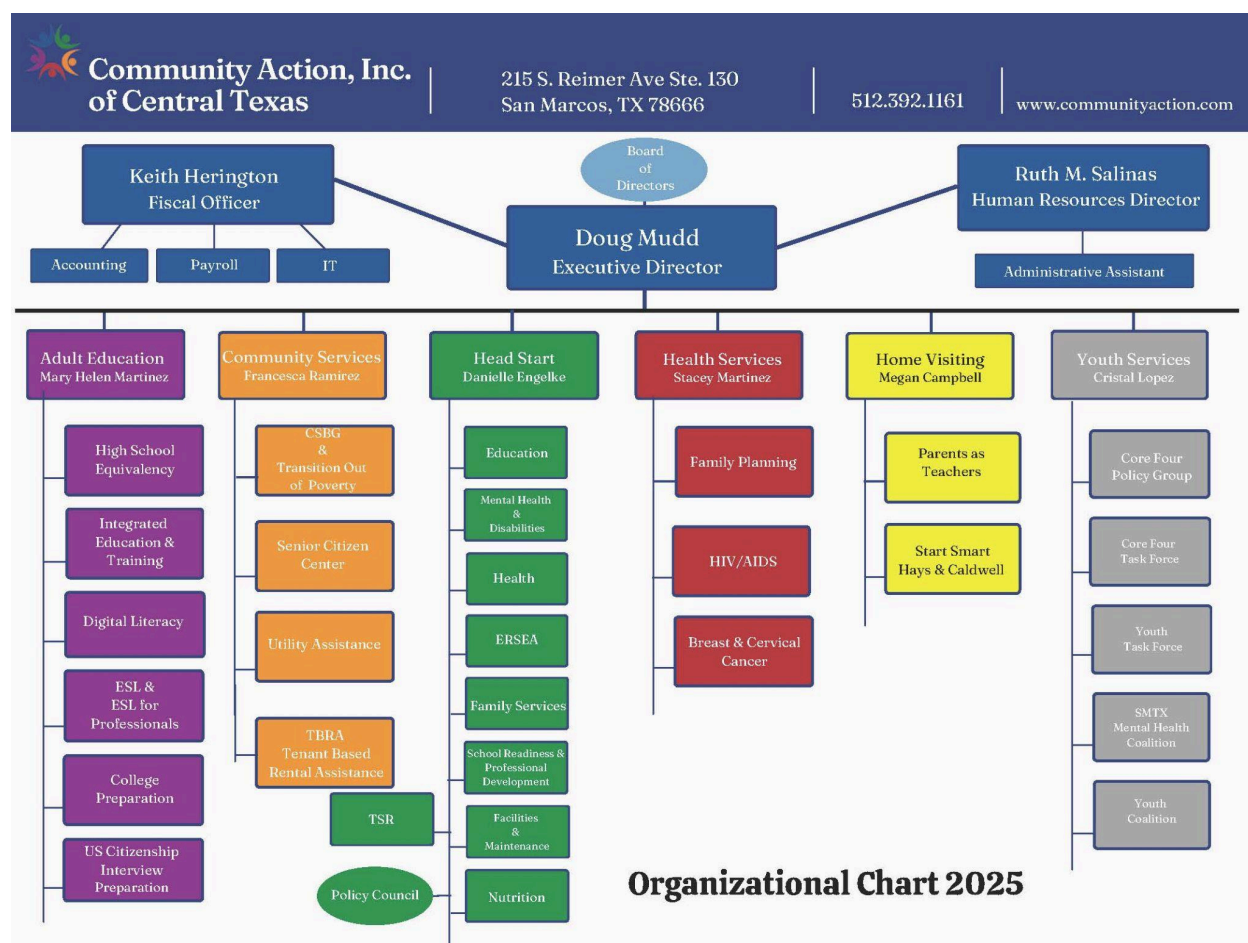 Community Action, Inc.
of Central Texas
215 S. Reimer Ave Ste. 130
San Marcos, TX 78666
512.392.1161
www.communityaction.com
Keith Herington
Fiscal Officer
Board
of
Directors
Ruth M. Salinas
Human Resources Director
Doug Mudd
Executive Director
Accounting
Payroll
IT
Administrative Assistant
Adult Education
Mary Helen Martinez
High School
Equivalency
Integrated
Education &
Training
Digital Literacy
ESL &
ESL for
Professionals
College
Preparation
US Citizenship
Interview
Preparation
Community Services
Francesca Ramirez
CSBG
&
Transition Out
of Poverty
Senior Citizen
Center
Utility Assistance
TBRA
Tenant Based
Rental Assistance
Head Start
Danielle Engelke
Education
Mental Health
&
Disabilities
Health
ERSEA
Family Services
School Readiness &
Professional
Development
TSR
Facilities
&
Maintenance
Policy Council
Nutrition
Health Services
Stacey Martinez
Family Planning
HIV/AIDS
Breast & Cervical
Cancer
Home Visiting
Megan Campbell
Parents as
Teachers
Start Smart
Hays & Caldwell
Youth Services
Cristal Lopez
Core Four
Policy Group
Core Four
Task Force
Youth
Task Force
SMTX
Mental Health
Coalition
Youth
Coalition
Organizational Chart 2025